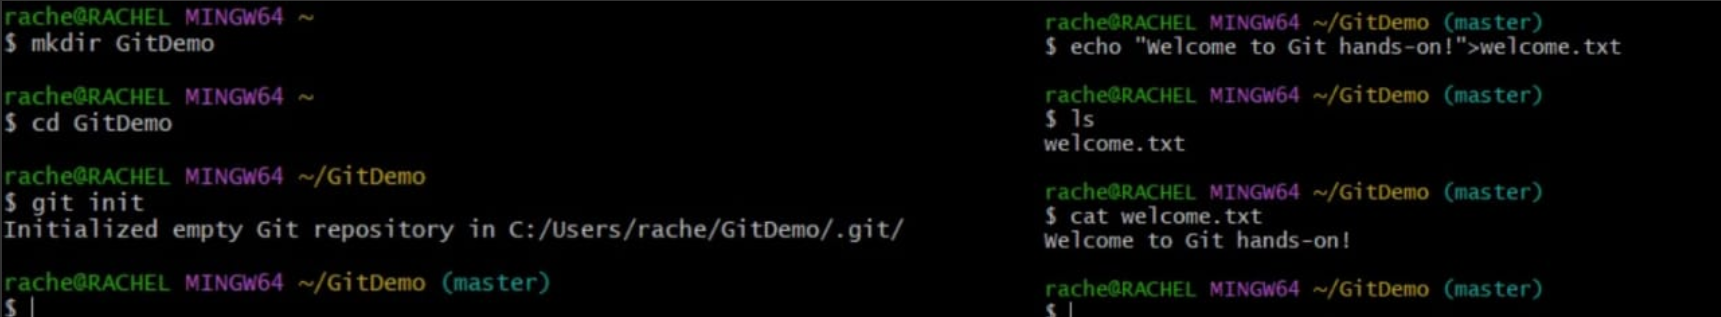 rache@RACHEL MINGW64 ~
$ mkdir GitDemo
rache@RACHEL MINGW64 ~
$ cd GitDemo
rache@RACHEL MINGW64 ~/GitDemo
$ git init
Initialized empty Git repository in C:/Users/rache/GitDemo/.git/
rache@RACHEL MINGW64 ~/GitDemo (master)
$
rache@RACHEL MINGW64 ~/GitDemo (master)
$ echo "Welcome to Git hands-on!">welcome.txt
rache@RACHEL MINGW64 ~/GitDemo (master)
$ ls
welcome.txt
rache@RACHEL MINGW64 ~/GitDemo (master)
$ cat welcome.txt
Welcome to Git hands-on!
rache@RACHEL MINGW64 ~/GitDemo (master)
$